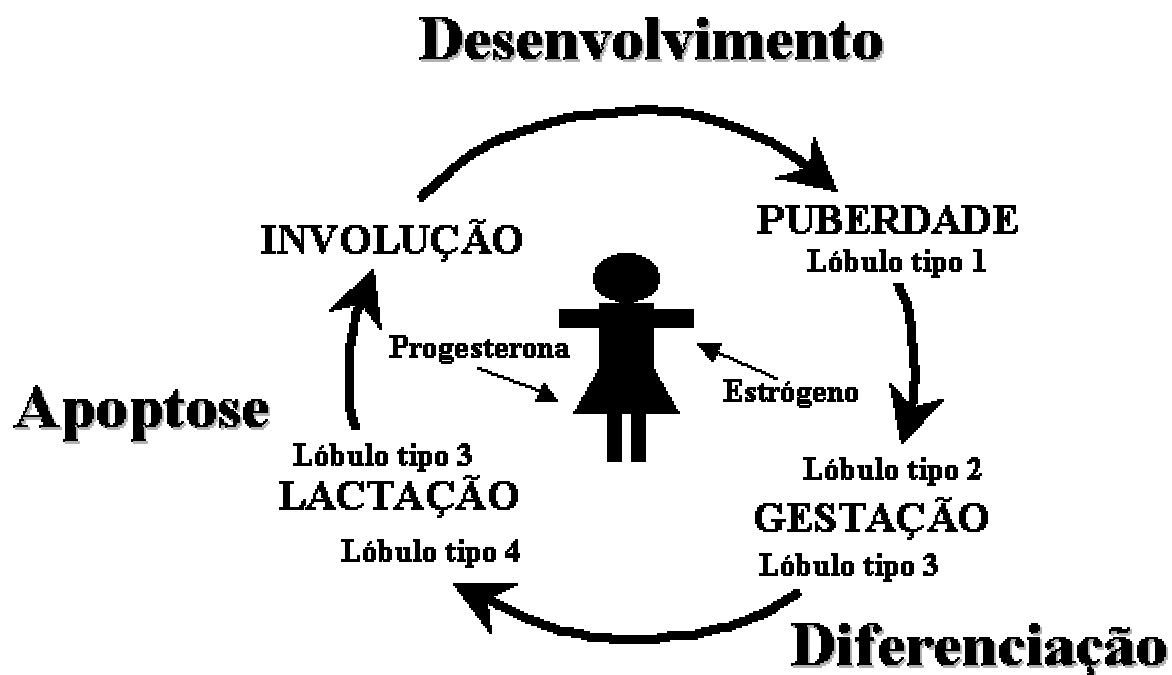 Desenvolvimento
INVOLUÇÃO
PUBERDADE
Lóbulo tipo 1
Progesterona
Estrógeno
Apoptose
Lóbulo tipo 3
LACTAÇÃO
Lóbulo tipo 4
Lóbulo tipo 2
GESTAÇÃO
Lóbulo tipo 3
Diferenciação